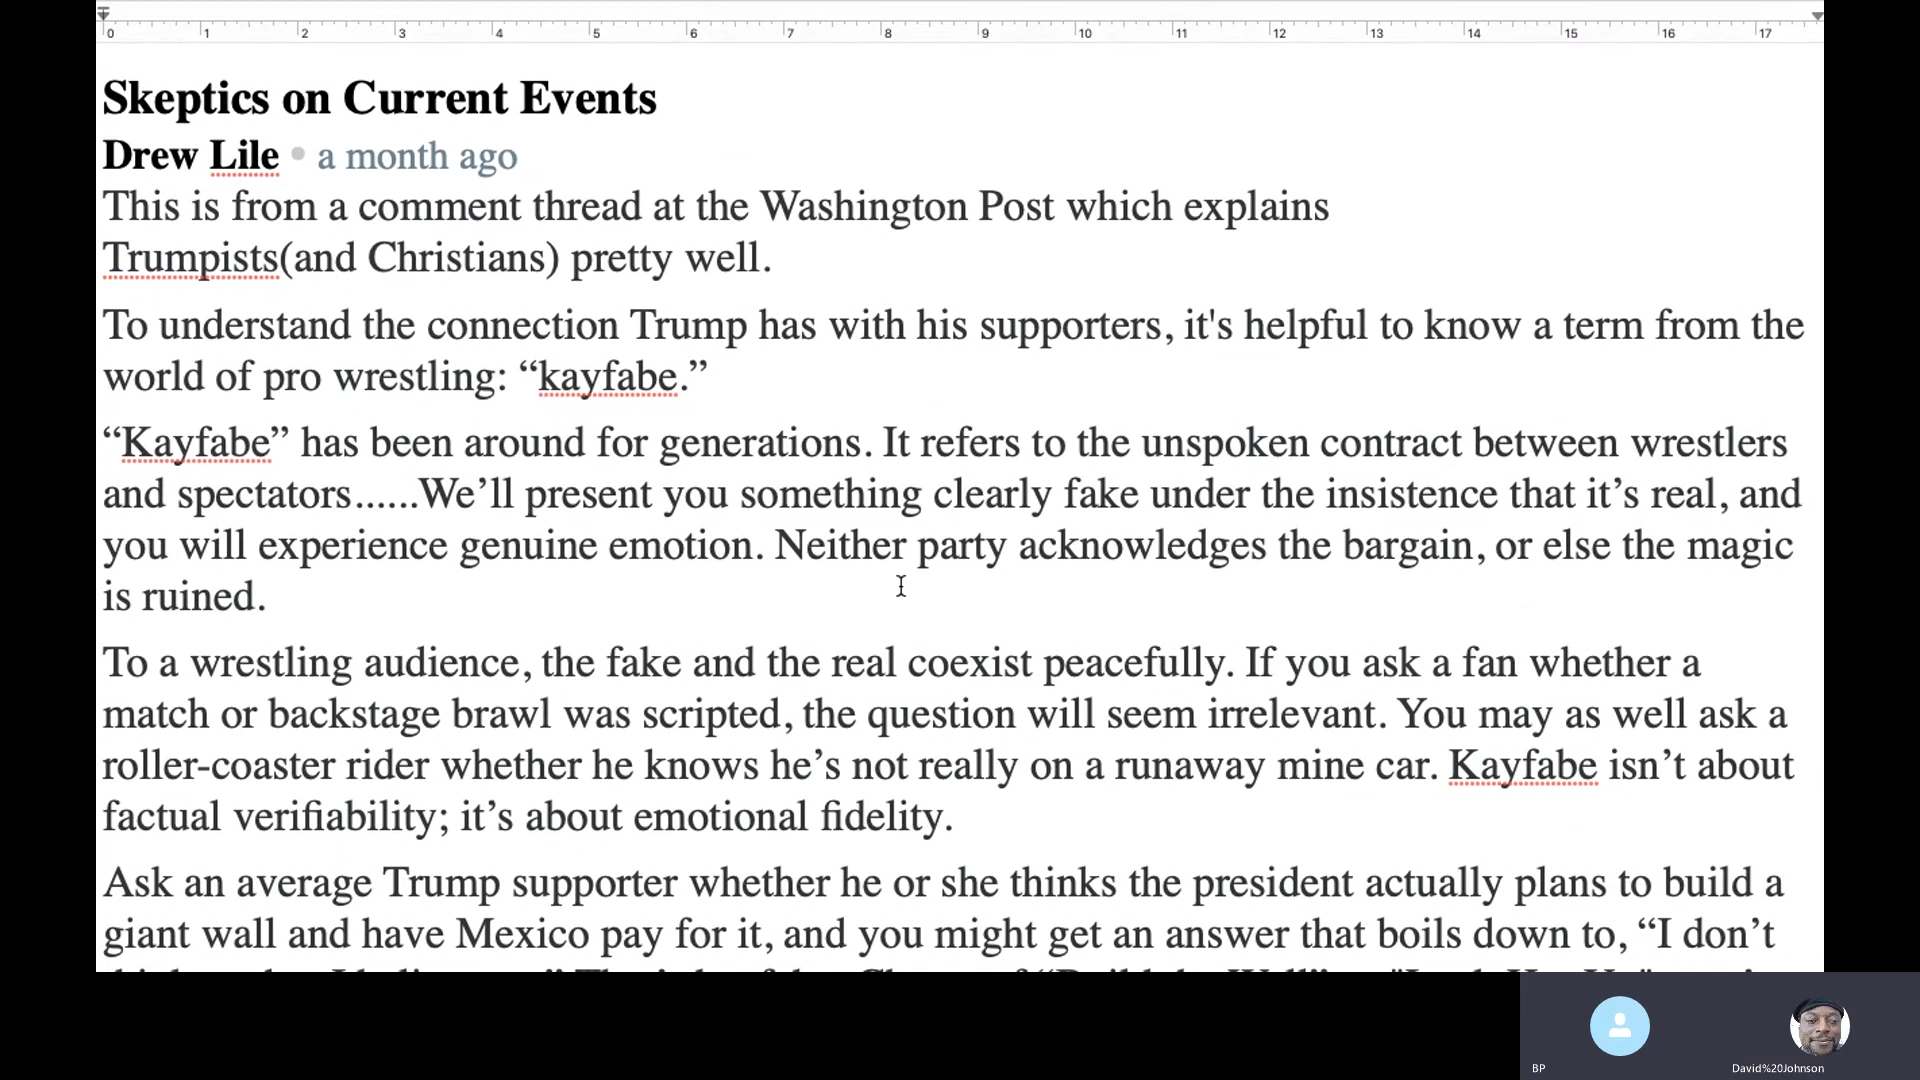 0 1 2 3 4 5 6 7 8 9 10 11 12 13 14 15 16 17
Skeptics on Current Events
Drew Lile • a month ago
This is from a comment thread at the Washington Post which explains
Trumpists(and Christians) pretty well.
To understand the connection Trump has with his supporters, it's helpful to know a term from the
world of pro wrestling: “kayfabe.”
“Kayfabe” has been around for generations. It refers to the unspoken contract between wrestlers
and spectators......We’ll present you something clearly fake under the insistence that it’s real, and
you will experience genuine emotion. Neither party acknowledges the bargain, or else the magic
is ruined.
To a wrestling audience, the fake and the real coexist peacefully. If you ask a fan whether a
match or backstage brawl was scripted, the question will seem irrelevant. You may as well ask a
roller-coaster rider whether he knows he’s not really on a runaway mine car. Kayfabe isn’t about
factual verifiability; it’s about emotional fidelity.
Ask an average Trump supporter whether he or she thinks the president actually plans to build a
giant wall and have Mexico pay for it, and you might get an answer that boils down to, “I don’t
BP
David%20Johnson